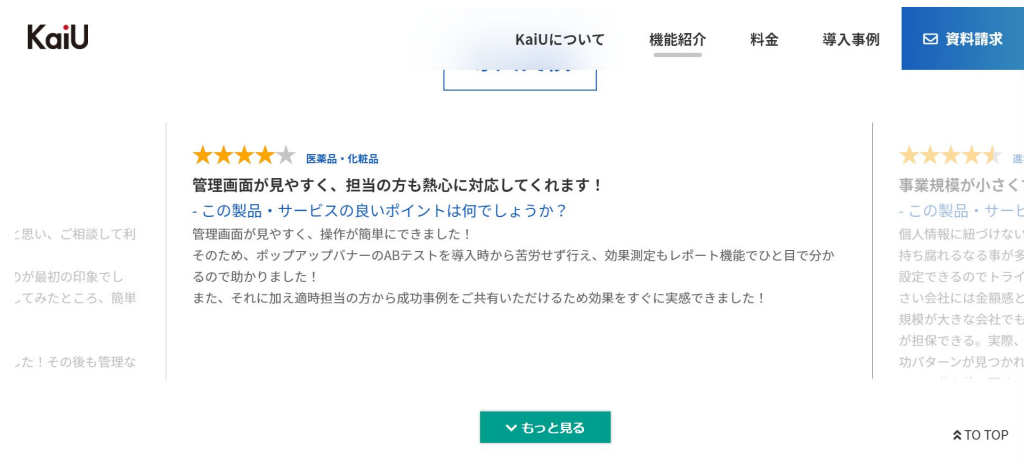 KaiU
KaiUについて
機能紹介
料金
導入事例
資料請求
医薬品・化粧品
管理画面が見やすく、担当の方も熱心に対応してくれます！
- この製品・サービスの良いポイントは何でしょうか？
管理画面が見やすく、操作が簡単にできました！
そのため、ポップアップバナーのABテストを導入時から苦労せず行え、効果測定もレポート機能でひと目で分か
るので助かりました！
また、それに加え適時担当の方から成功事例をご共有いただけるため効果をすぐに実感できました！
と思い、ご相談して利
のが最初の印象でし
してみたところ、簡単
した！その後も管理な
事業規模が小さく
- この製品・サービ
個人情報に紐づけない
持ち腐れるなる事が多
設定できるのでトライ
さい会社には金額感と
規模が大きな会社でも
が担保できる。実際、
功パターンが見つかれ
もっと見る
TO TOP